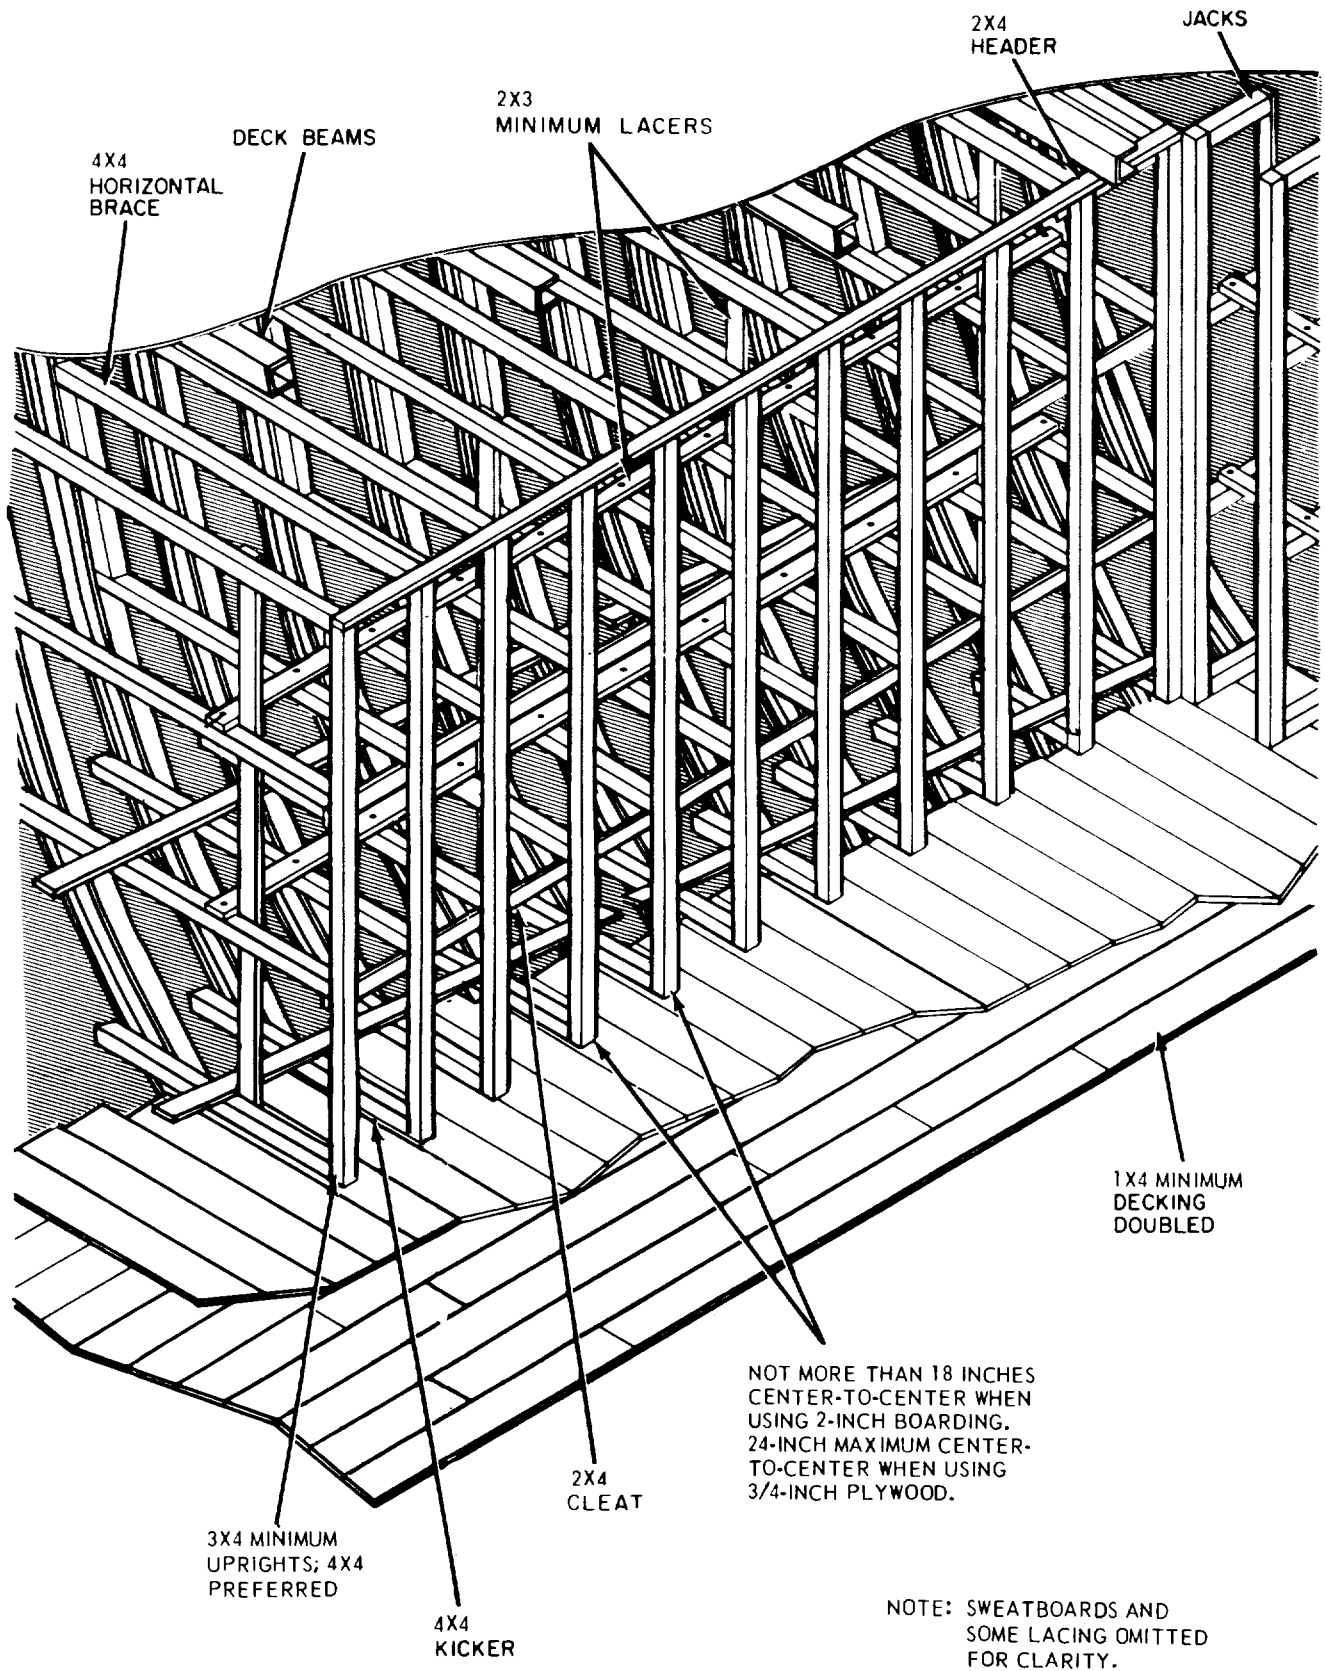 JACKS
2X4
HEADER
2X3
MINIMUM LACERS
DECK BEAMS
4X4
HORIZONTAL
BRACE
1X4 MINIMUM
DECKING
DOUBLED
NOT MORE THAN 18 INCHES
CENTER-TO-CENTER WHEN
USING 2-INCH BOARDING.
24-INCH MAXIMUM CENTER-
TO-CENTER WHEN USING
3/4-INCH PLYWOOD.
2X4
CLEAT
3X4 MINIMUM
UPRIGHTS; 4X4
PREFERRED
4X4
KICKER
NOTE: SWEATBOARDS AND
SOME LACING OMITTED
FOR CLARITY.